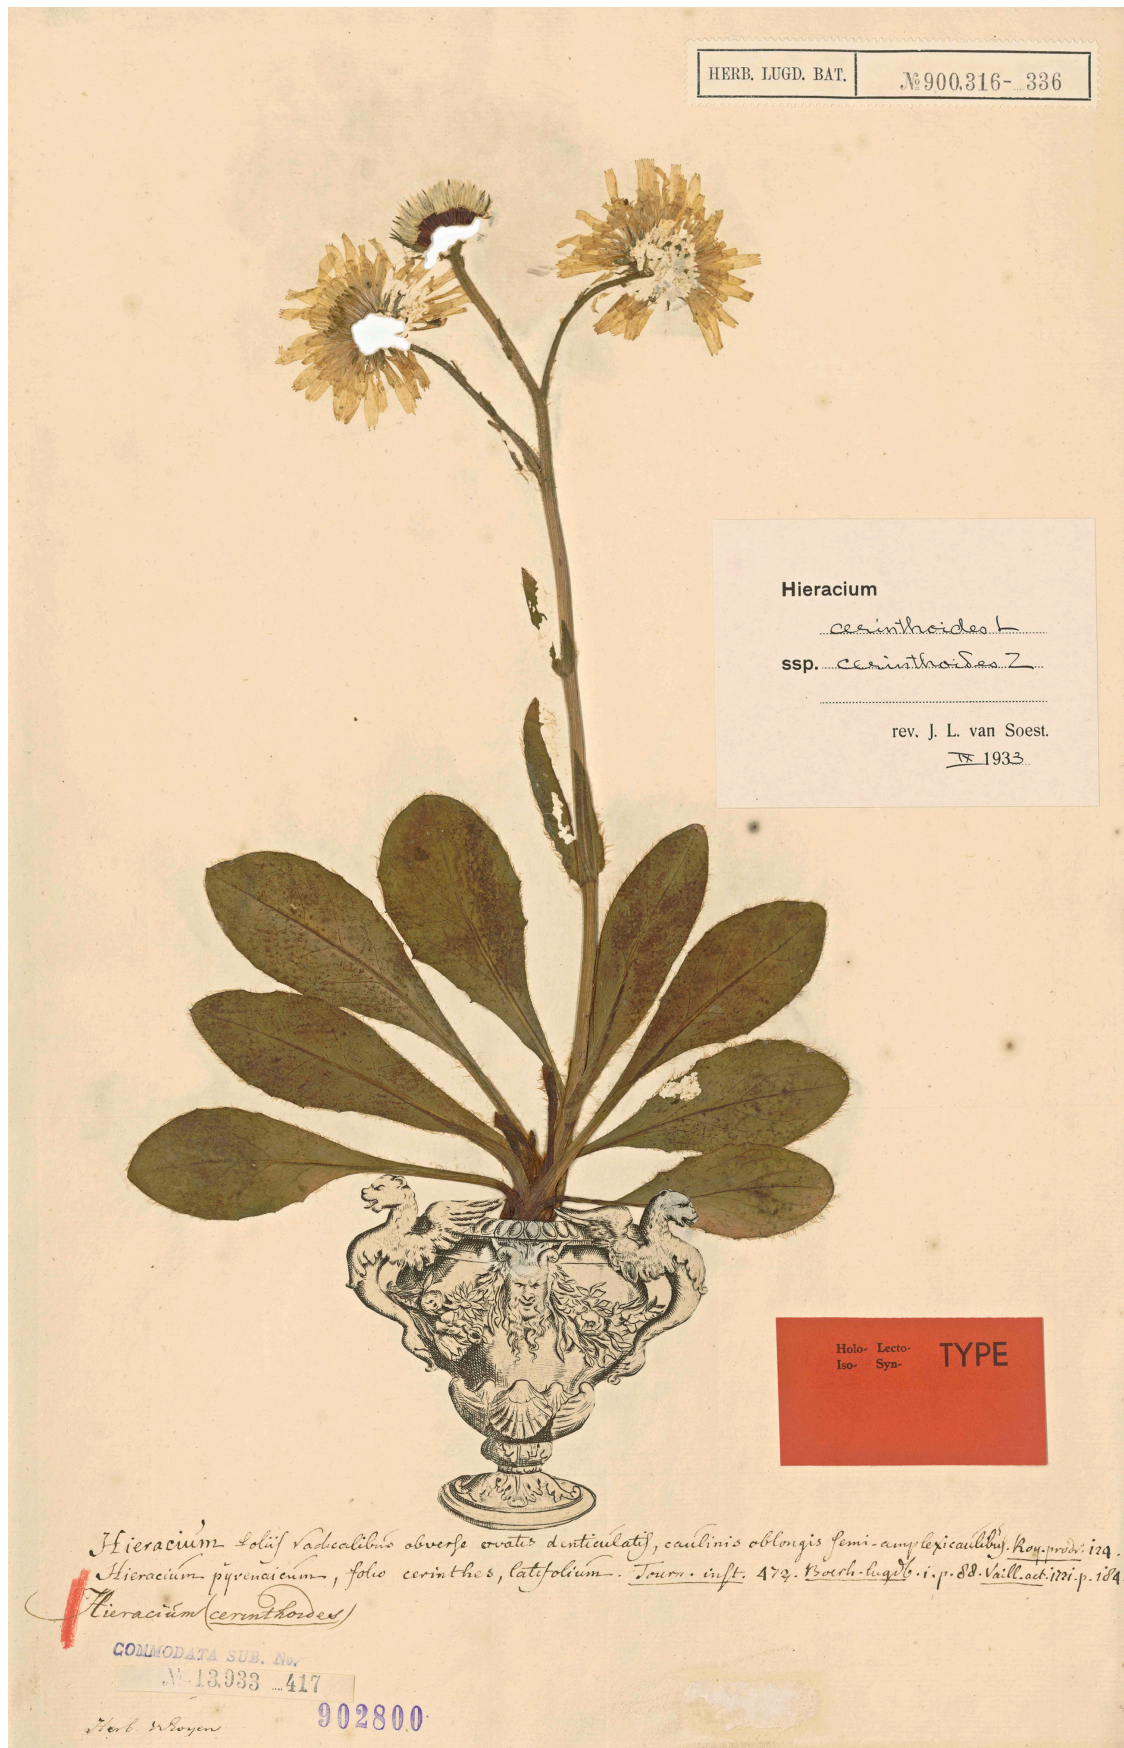 HERB. LUGD. BAT. № 900.316- 336
Hieracium
cerinthoides L
ssp. cerinthoides Z
rev. J. L. van Soest.
IX 1933
Holo- Lecto- TYPE
Iso- Syn-
Hieracium foliis radicalibus obverse ovatis denticulatis, caulinis oblongis semi-amplexicaulibus. Roy. prodr. 124.
Hieracium pyrenaicum, folio cerinthes, latifolium. Tourn. inst. 472. Boerh. lugdb. i. p. 88. Vaill. act. 1721. p. 184
Hieracium (cerinthoides)
COMMODATA SUB. No.
№ 13.933 ....417
902800
Herb. v Royen